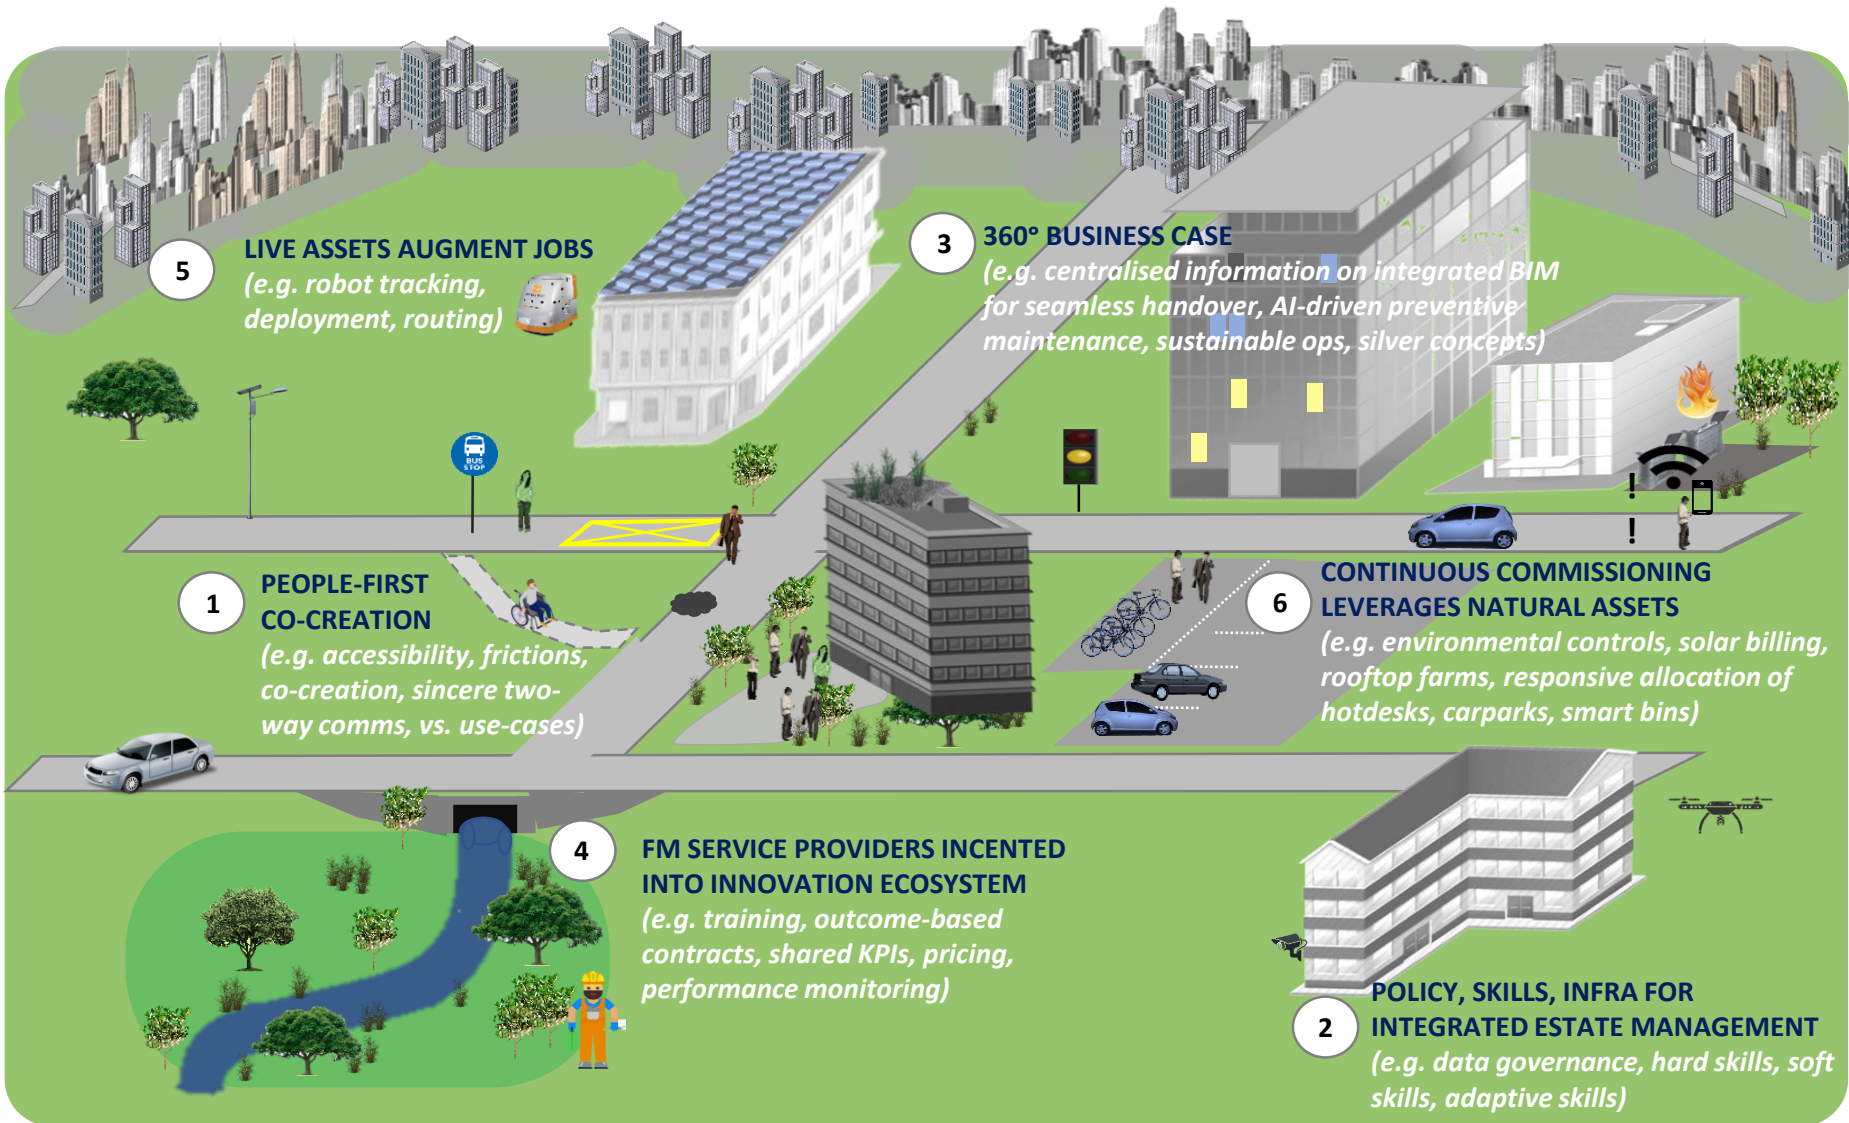 5
LIVE ASSETS AUGMENT JOBS
(e.g. robot tracking,
deployment, routing)
3
360° BUSINESS CASE
(e.g. centralised information on integrated BIM
for seamless handover, AI-driven preventive
maintenance, sustainable ops, silver concepts)
BUS
STOP
!
!
1
PEOPLE-FIRST
CO-CREATION
(e.g. accessibility, frictions,
co-creation, sincere two-
way comms, vs. use-cases)
6
CONTINUOUS COMMISSIONING
LEVERAGES NATURAL ASSETS
(e.g. environmental controls, solar billing,
rooftop farms, responsive allocation of
hotdesks, carparks, smart bins)
4
FM SERVICE PROVIDERS INCENTED
INTO INNOVATION ECOSYSTEM
(e.g. training, outcome-based
contracts, shared KPIs, pricing,
performance monitoring)
2
POLICY, SKILLS, INFRA FOR
INTEGRATED ESTATE MANAGEMENT
(e.g. data governance, hard skills, soft
skills, adaptive skills)